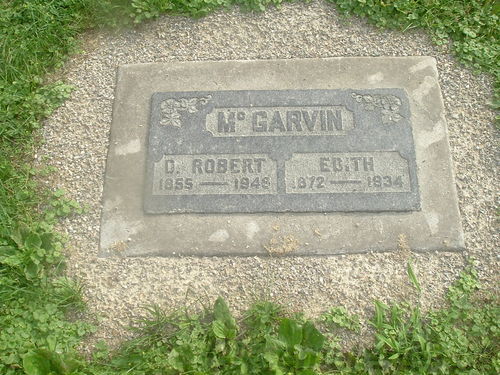 McGARVIN
D. ROBERT EDITH
1855 — 1948 1872 — 1934